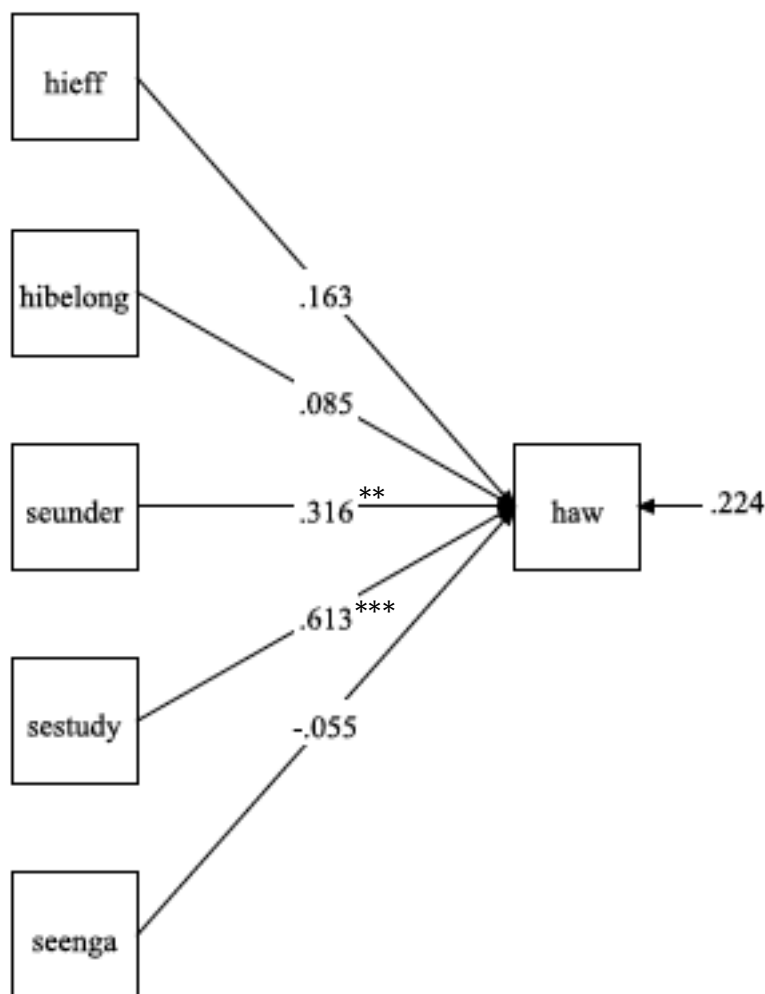 hieff
.163
hibelong
.085
seunder
.316**
haw
.224
.613***
sestudy
-.055
seenga